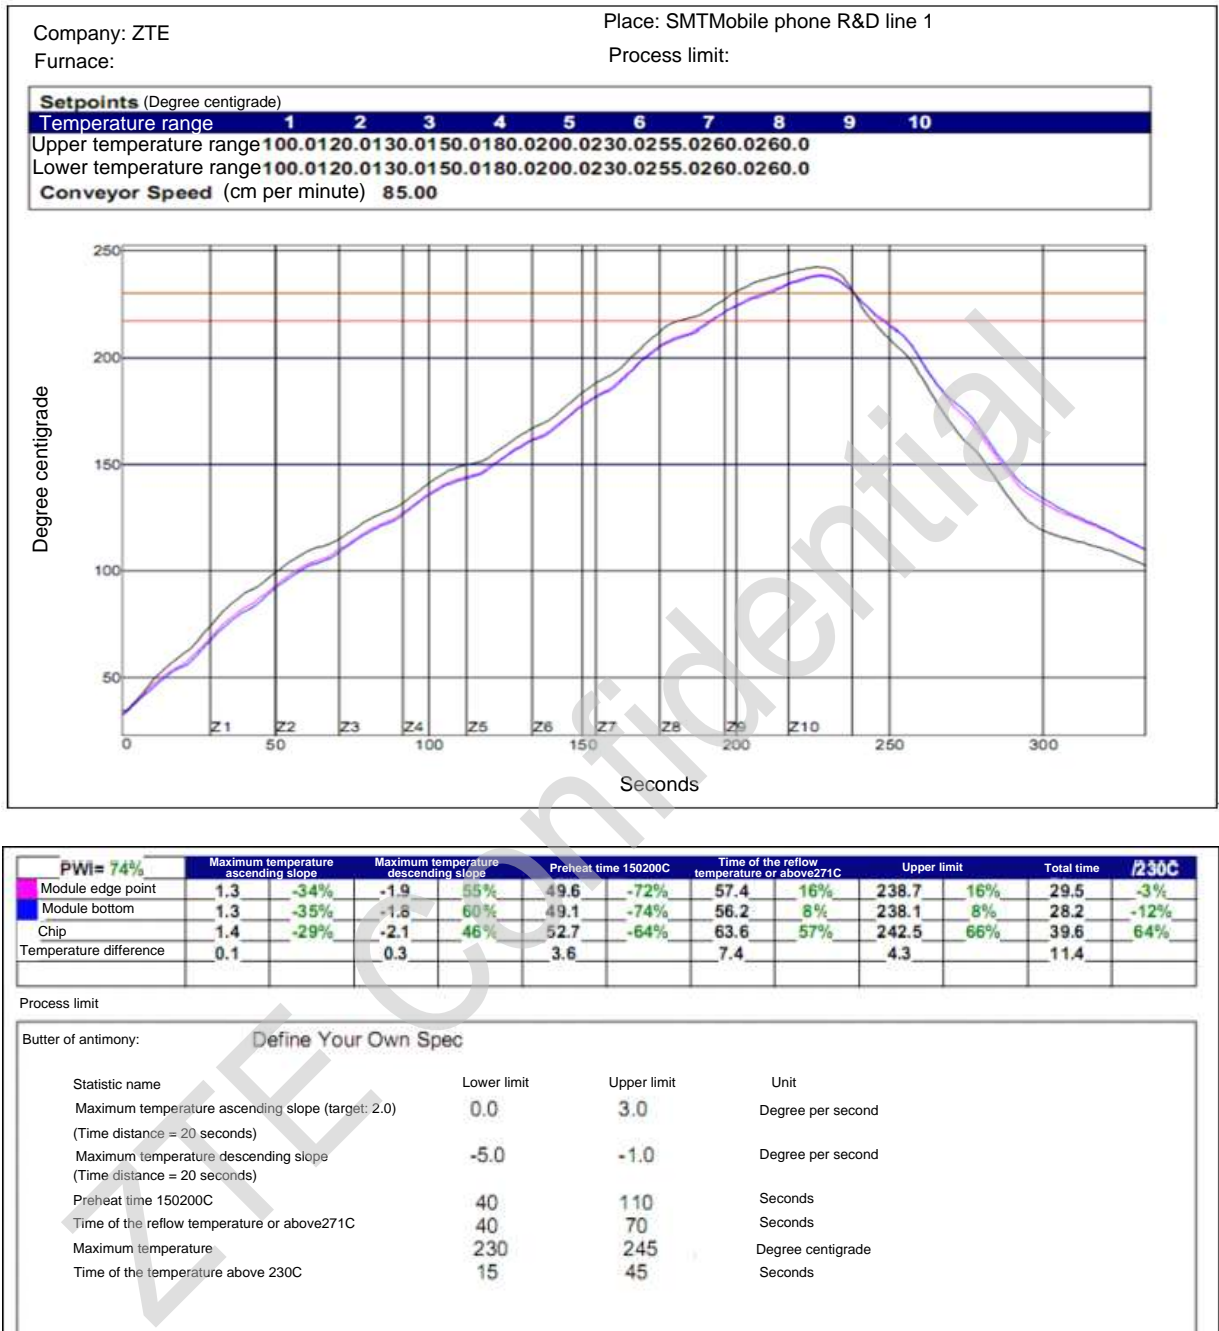 Company: ZTE
Place: SMTMobile phone R&D line 1
Furnace:
Process limit:
Setpoints (Degree centigrade)
Temperature range 1 2 3 4 5 6 7 8 9 10
Upper temperature range 100.0120.0130.0150.0180.0200.0230.0255.0260.0260.0
Lower temperature range 100.0120.0130.0150.0180.0200.0230.0255.0260.0260.0
Conveyor Speed (cm per minute) 85.00
250
200
150
100
50
Degree centigrade
Z1 Z2 Z3 Z4 Z5 Z6 Z7 Z8 Z9 Z10
0 50 100 150 200 250 300
Seconds
PWI= 74% Maximum temperature ascending slope Maximum temperature descending slope Preheat time 150200C Time of the reflow temperature or above271C Upper limit Total time /230C
Module edge point 1.3 -34% -1.9 55% 49.6 -72% 57.4 16% 238.7 16% 29.5 -3%
Module bottom 1.3 -35% -1.8 60% 49.1 -74% 56.2 8% 238.1 8% 28.2 -12%
Chip 1.4 -29% -2.1 46% 52.7 -64% 63.6 57% 242.5 66% 39.6 64%
Temperature difference 0.1 0.3 3.6 7.4 4.3 11.4
Process limit
Butter of antimony: Define Your Own Spec
Statistic name Lower limit Upper limit Unit
Maximum temperature ascending slope (target: 2.0) 0.0 3.0 Degree per second
(Time distance = 20 seconds)
Maximum temperature descending slope -5.0 -1.0 Degree per second
(Time distance = 20 seconds)
Preheat time 150200C 40 110 Seconds
Time of the reflow temperature or above271C 40 70 Seconds
Maximum temperature 230 245 Degree centigrade
Time of the temperature above 230C 15 45 Seconds
ZTE Confidential